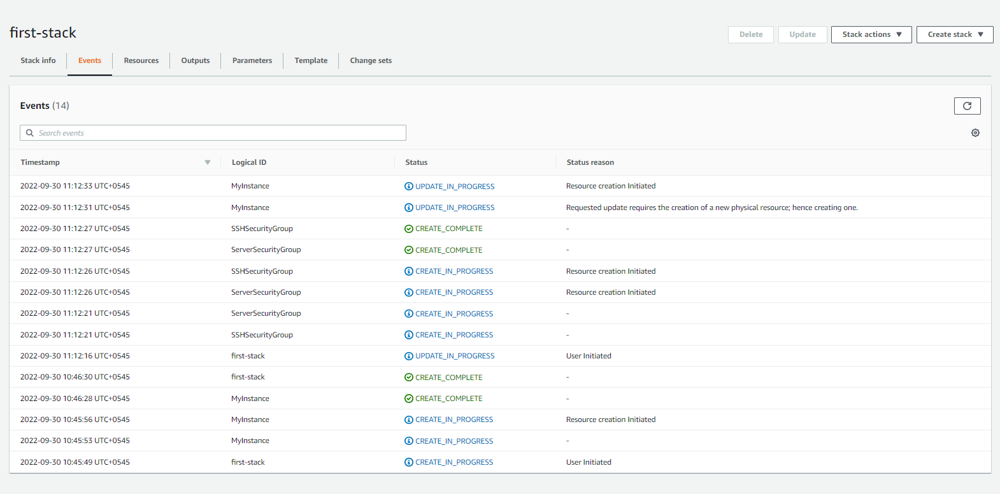 first-stack
Delete Update Stack actions Create stack
Stack info Events Resources Outputs Parameters Template Change sets
Events (14)
Search events
Timestamp Logical ID Status Status reason
2022-09-30 11:12:33 UTC+0545 MyInstance UPDATE_IN_PROGRESS Resource creation Initiated
2022-09-30 11:12:31 UTC+0545 MyInstance UPDATE_IN_PROGRESS Requested update requires the creation of a new physical resource; hence creating one.
2022-09-30 11:12:27 UTC+0545 SSHSecurityGroup CREATE_COMPLETE -
2022-09-30 11:12:27 UTC+0545 ServerSecurityGroup CREATE_COMPLETE -
2022-09-30 11:12:26 UTC+0545 SSHSecurityGroup CREATE_IN_PROGRESS Resource creation Initiated
2022-09-30 11:12:26 UTC+0545 ServerSecurityGroup CREATE_IN_PROGRESS Resource creation Initiated
2022-09-30 11:12:21 UTC+0545 ServerSecurityGroup CREATE_IN_PROGRESS -
2022-09-30 11:12:21 UTC+0545 SSHSecurityGroup CREATE_IN_PROGRESS -
2022-09-30 11:12:16 UTC+0545 first-stack UPDATE_IN_PROGRESS User Initiated
2022-09-30 10:46:30 UTC+0545 first-stack CREATE_COMPLETE -
2022-09-30 10:46:28 UTC+0545 MyInstance CREATE_COMPLETE -
2022-09-30 10:45:56 UTC+0545 MyInstance CREATE_IN_PROGRESS Resource creation Initiated
2022-09-30 10:45:53 UTC+0545 MyInstance CREATE_IN_PROGRESS -
2022-09-30 10:45:49 UTC+0545 first-stack CREATE_IN_PROGRESS User Initiated